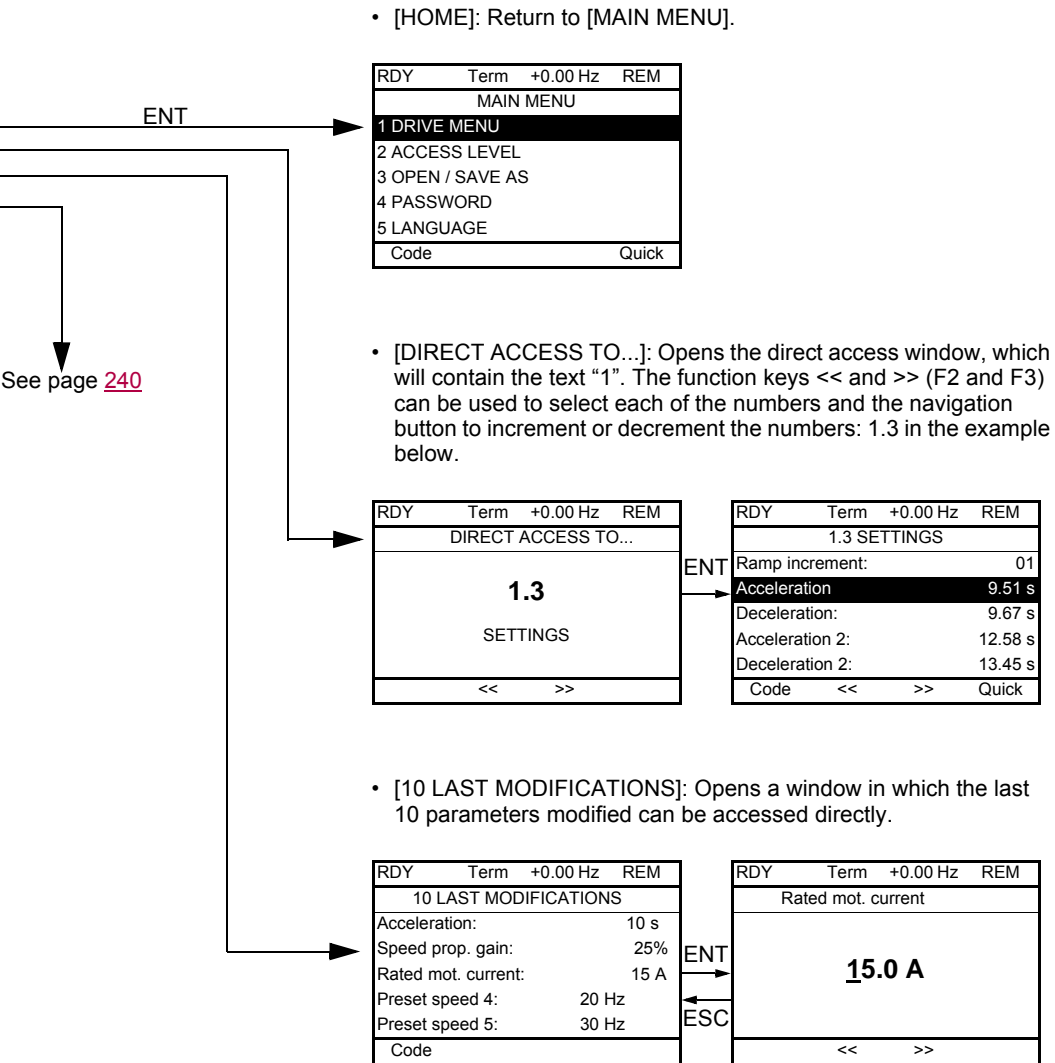 • [HOME]: Return to [MAIN MENU].
RDY Term +0.00 Hz REM
MAIN MENU
ENT
1 DRIVE MENU
2 ACCESS LEVEL
3 OPEN / SAVE AS
4 PASSWORD
5 LANGUAGE
Code Quick
See page 240
• [DIRECT ACCESS TO...]: Opens the direct access window, which
will contain the text “1”. The function keys << and >> (F2 and F3)
can be used to select each of the numbers and the navigation
button to increment or decrement the numbers: 1.3 in the example
below.
RDY Term +0.00 Hz REM
DIRECT ACCESS TO...
1.3
SETTINGS
<< >>
ENT
RDY Term +0.00 Hz REM
1.3 SETTINGS
Ramp increment: 01
Acceleration 9.51 s
Deceleration: 9.67 s
Acceleration 2: 12.58 s
Deceleration 2: 13.45 s
Code << >> Quick
• [10 LAST MODIFICATIONS]: Opens a window in which the last
10 parameters modified can be accessed directly.
RDY Term +0.00 Hz REM
10 LAST MODIFICATIONS
Acceleration: 10 s
Speed prop. gain: 25%
Rated mot. current: 15 A
Preset speed 4: 20 Hz
Preset speed 5: 30 Hz
Code
ENT
ESC
RDY Term +0.00 Hz REM
Rated mot. current
15.0 A
<< >>